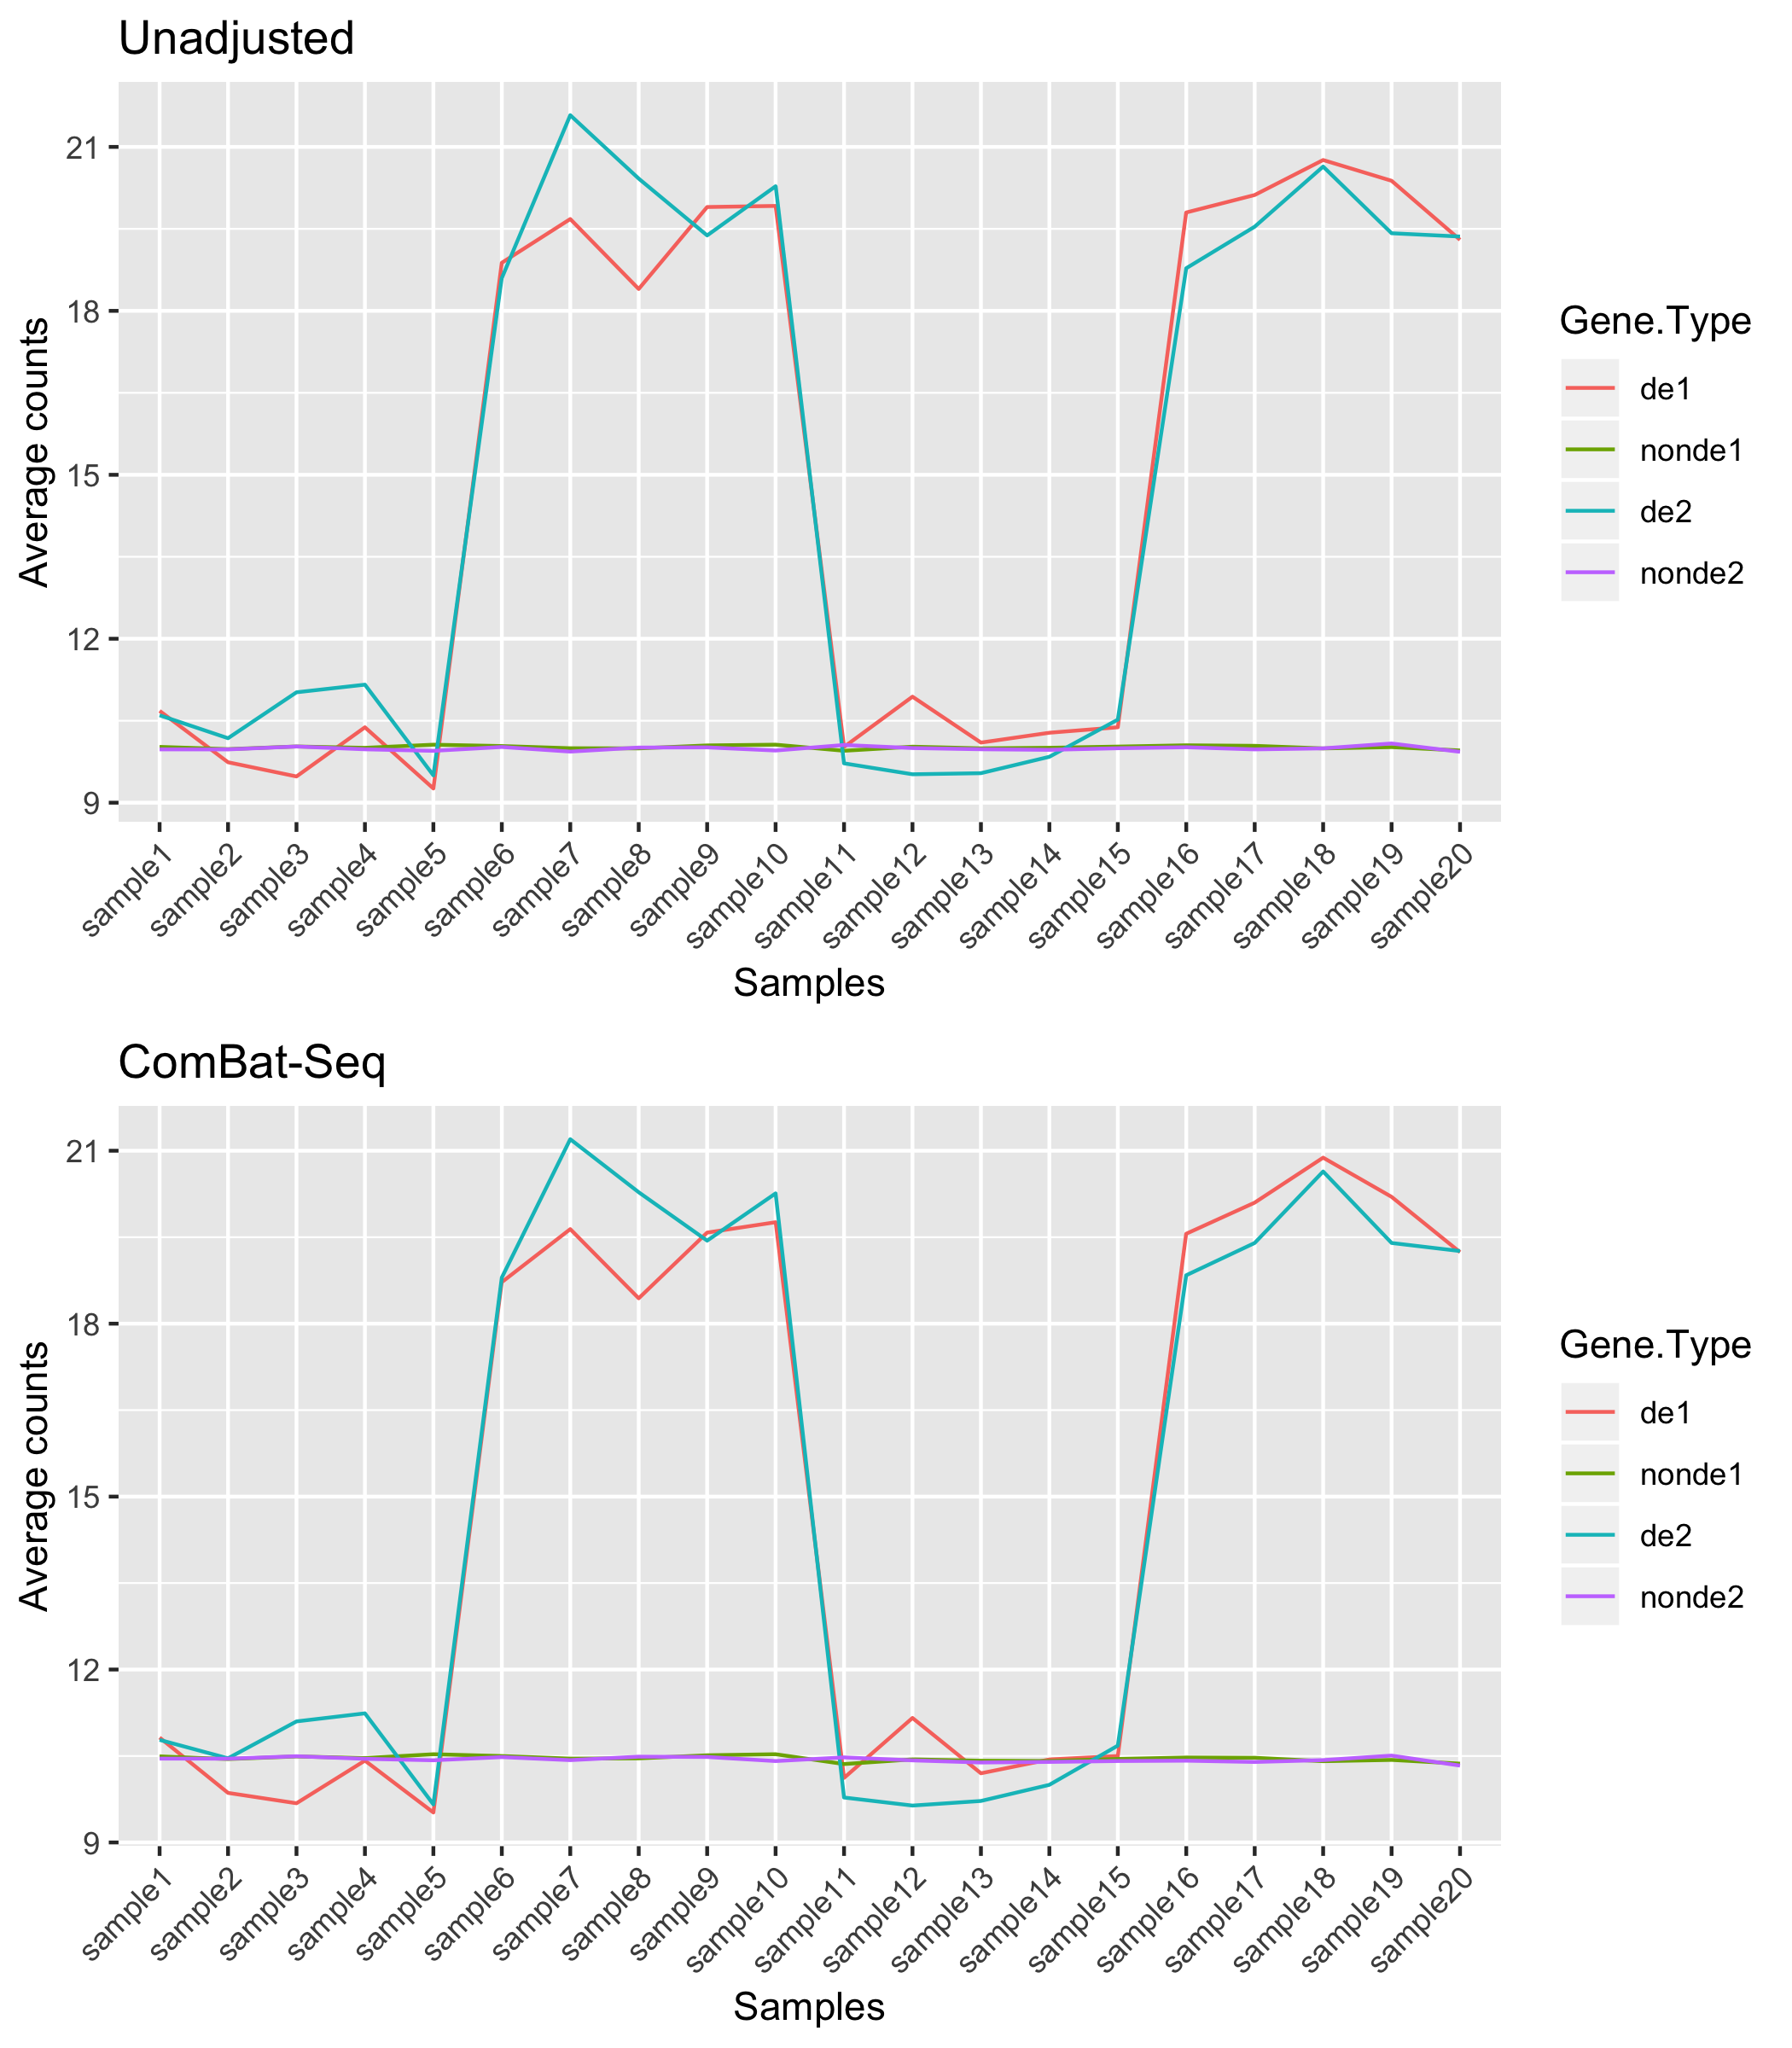 Unadjusted
21
18
15
12
9
Average counts
sample1
sample2
sample3
sample4
sample5
sample6
sample7
sample8
sample9
sample10
sample11
sample12
sample13
sample14
sample15
sample16
sample17
sample18
sample19
sample20
Samples
Gene.Type
de1
nonde1
de2
nonde2
ComBat-Seq
21
18
15
12
9
Average counts
sample1
sample2
sample3
sample4
sample5
sample6
sample7
sample8
sample9
sample10
sample11
sample12
sample13
sample14
sample15
sample16
sample17
sample18
sample19
sample20
Samples
Gene.Type
de1
nonde1
de2
nonde2